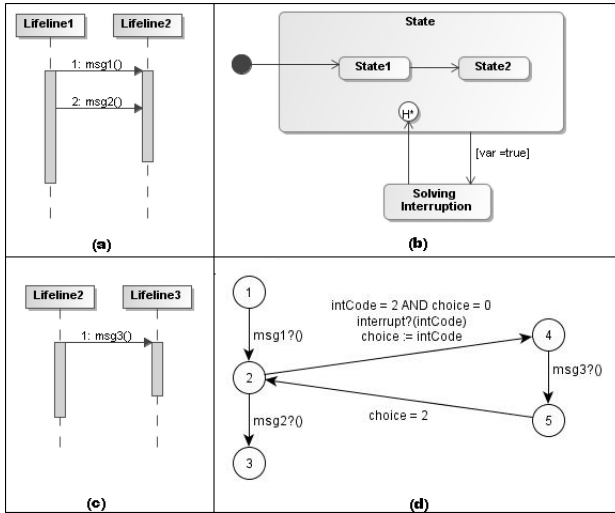 Lifeline1
Lifeline2
1: msg1()
2: msg2()
(a)
State
State1
State2
H*
[var =true]
Solving
Interruption
(b)
Lifeline2
Lifeline3
1: msg3()
(c)
1
intCode = 2 AND choice = 0
interrupt?(intCode)
choice := intCode
4
msg1?()
2
msg3?()
msg2?()
choice = 2
5
3
(d)